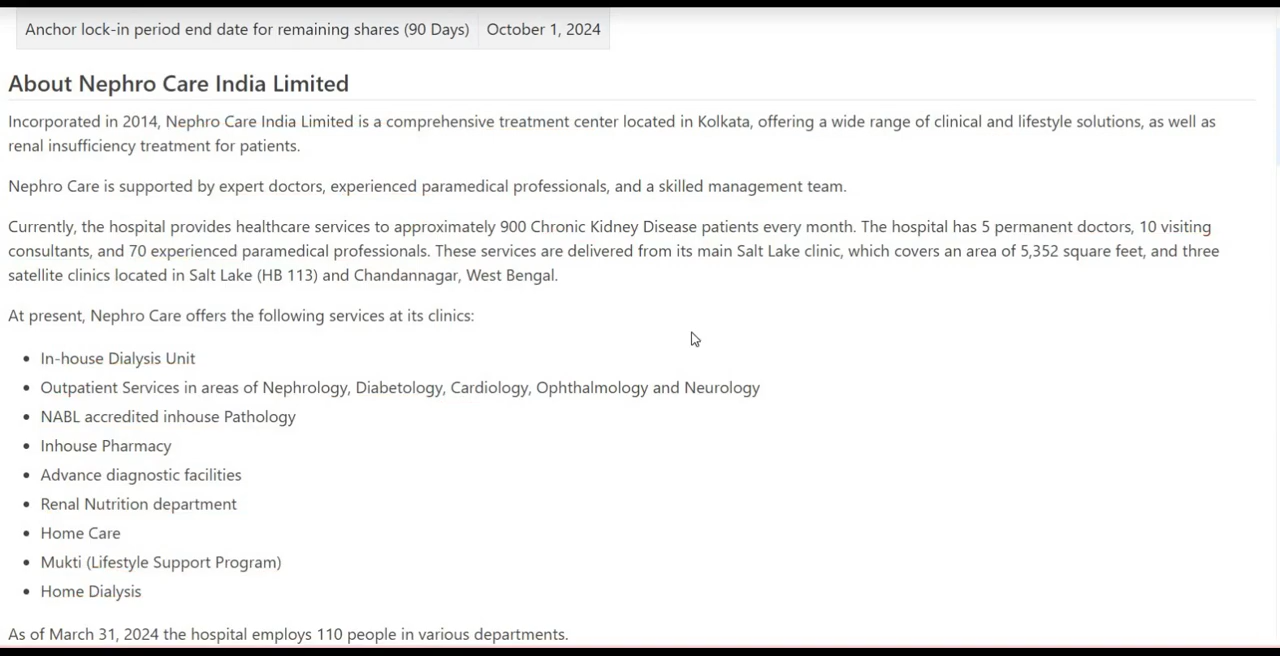 Anchor lock-in period end date for remaining shares (90 Days) October 1, 2024
About Nephro Care India Limited
Incorporated in 2014, Nephro Care India Limited is a comprehensive treatment center located in Kolkata, offering a wide range of clinical and lifestyle solutions, as well as
renal insufficiency treatment for patients.
Nephro Care is supported by expert doctors, experienced paramedical professionals, and a skilled management team.
Currently, the hospital provides healthcare services to approximately 900 Chronic Kidney Disease patients every month. The hospital has 5 permanent doctors, 10 visiting
consultants, and 70 experienced paramedical professionals. These services are delivered from its main Salt Lake clinic, which covers an area of 5,352 square feet, and three
satellite clinics located in Salt Lake (HB 113) and Chandannagar, West Bengal.
At present, Nephro Care offers the following services at its clinics:
• In-house Dialysis Unit
• Outpatient Services in areas of Nephrology, Diabetology, Cardiology, Ophthalmology and Neurology
• NABL accredited inhouse Pathology
• Inhouse Pharmacy
• Advance diagnostic facilities
• Renal Nutrition department
• Home Care
• Mukti (Lifestyle Support Program)
• Home Dialysis
As of March 31, 2024 the hospital employs 110 people in various departments.